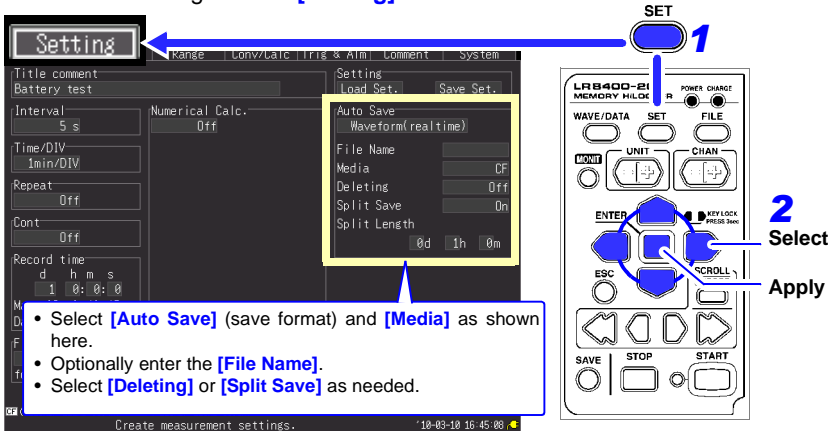 [Setting]
SET
1
Setting
Range Conv/Calc Trig & Alm Comment System
Title comment
Battery test
Setting
Load Set. Save Set.
Interval
5 s
Numerical Calc.
Off
Auto Save
Waveform(realtime)
Time/DIV
1min/DIV
File Name
Media CF
Deleting Off
Split Save On
Split Length
0d 1h 0m
Repeat
Off
Cont
Off
Record time
d h m s
1 0: 0: 0
• Select [Auto Save] (save format) and [Media] as shown
here.
• Optionally enter the [File Name].
• Select [Deleting] or [Split Save] as needed.
CF
Create measurement settings.
'10-03-10 16:45:08
LR8400-20
MEMORY HiLOGGER
POWER CHARGE
WAVE/DATA SET FILE
MONIT
UNIT
CHAN
ENTER
KEY LOCK
PRESS 3sec
2
Select
Apply
ESC
SCROLL
SAVE STOP START